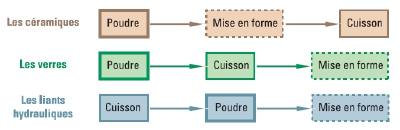 Les céramiques Poudre Mise en forme Cuisson
Les verres Poudre Cuisson Mise en forme
Les liants
hydrauliques Cuisson Poudre Mise en forme